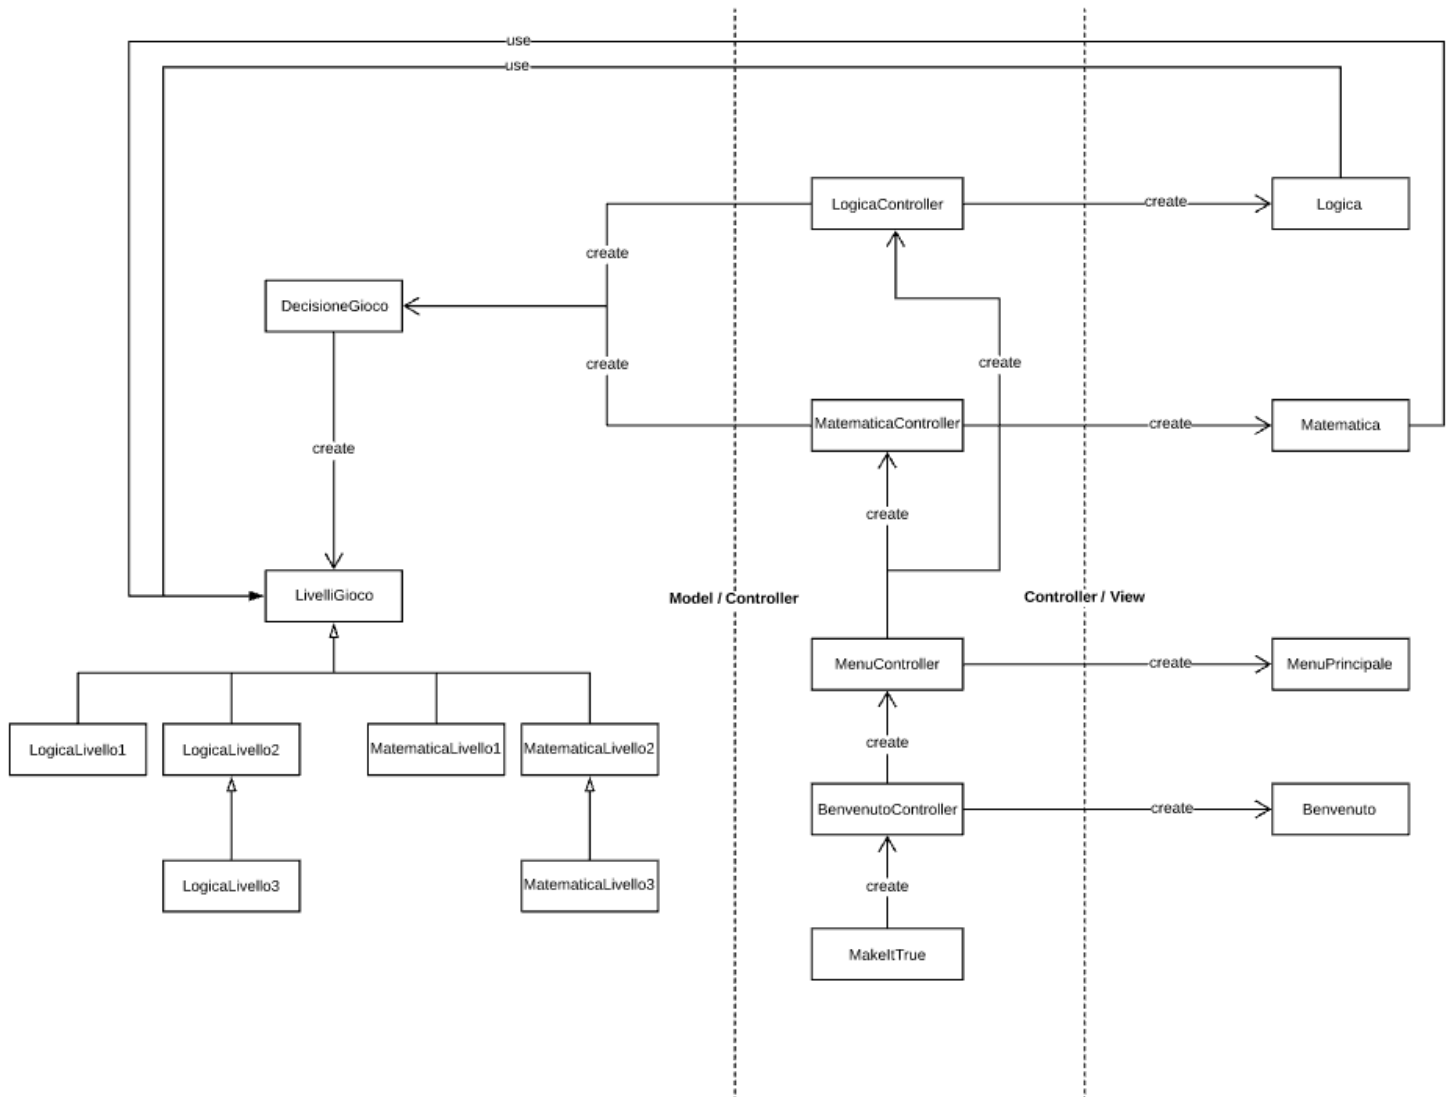 use
use
LogicaController
create
Logica
create
DecisioneGioco
create
create
MatematicaController
create
Matematica
create
create
LivelliGioco
Model / Controller
Controller / View
MenuController
create
MenuPrincipale
LogicaLivello1
LogicaLivello2
MatematicaLivello1
MatematicaLivello2
create
BenvenutoController
create
Benvenuto
LogicaLivello3
MatematicaLivello3
create
MakeItTrue